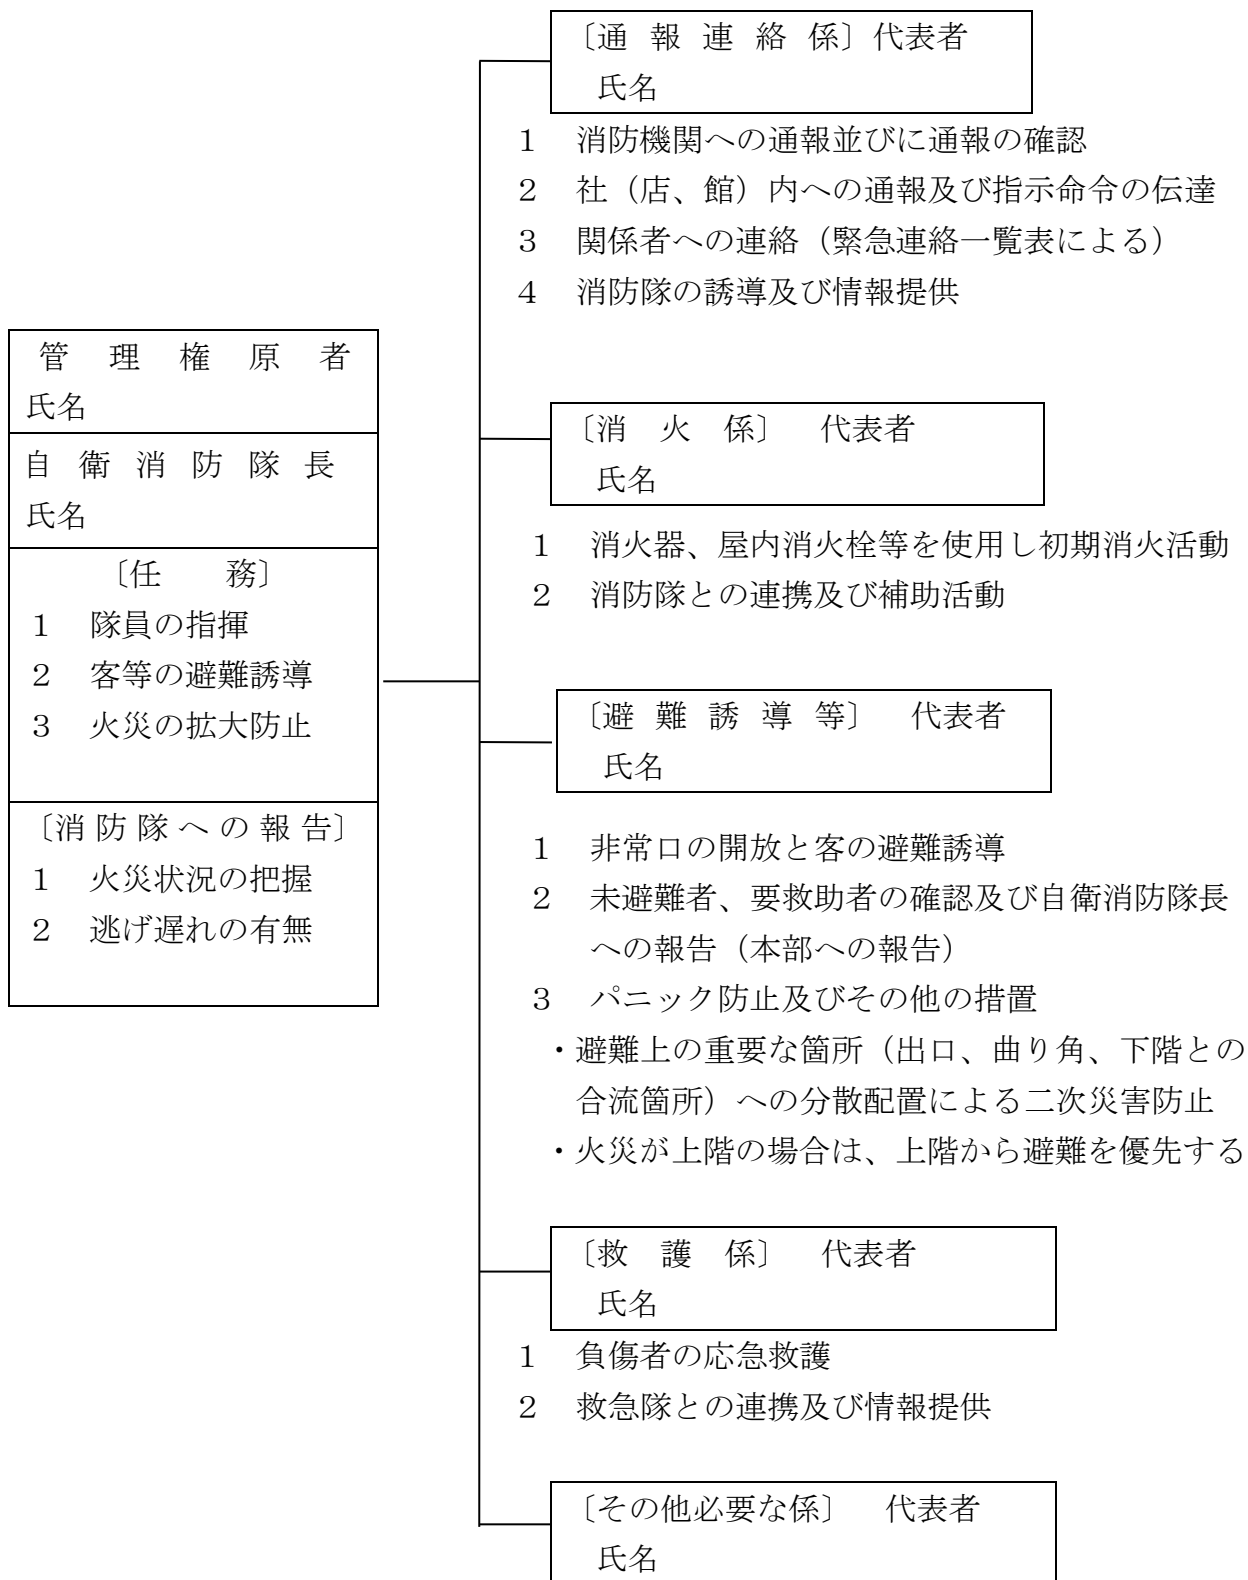 管理権原者
氏名
自衛消防隊長
氏名
〔任　務〕
１　隊員の指揮
２　客等の避難誘導
３　火災の拡大防止
〔消防隊への報告〕
１　火災状況の把握
２　逃げ遅れの有無
〔通報連絡係〕代表者
氏名
１　消防機関への通報並びに通報の確認
２　社（店、館）内への通報及び指示命令の伝達
３　関係者への連絡（緊急連絡一覧表による）
４　消防隊の誘導及び情報提供
〔消火係〕　代表者
氏名
１　消火器、屋内消火栓等を使用し初期消火活動
２　消防隊との連携及び補助活動
〔避難誘導等〕　代表者
氏名
１　非常口の開放と客の避難誘導
２　未避難者、要救助者の確認及び自衛消防隊長
への報告（本部への報告）
３　パニック防止及びその他の措置
・避難上の重要な箇所（出口、曲り角、下階との
合流箇所）への分散配置による二次災害防止
・火災が上階の場合は、上階から避難を優先する
〔救護係〕　代表者
氏名
１　負傷者の応急救護
２　救急隊との連携及び情報提供
〔その他必要な係〕　代表者
氏名